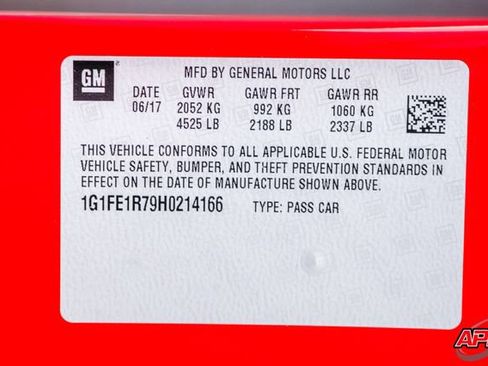 GM
MFD BY GENERAL MOTORS LLC
DATE GVWR GAWR FRT GAWR RR
06/17 2052 KG 992 KG 1060 KG
4525 LB 2188 LB 2337 LB
THIS VEHICLE CONFORMS TO ALL APPLICABLE U.S. FEDERAL MOTOR
VEHICLE SAFETY, BUMPER, AND THEFT PREVENTION STANDARDS IN
EFFECT ON THE DATE OF MANUFACTURE SHOWN ABOVE.
1G1FE1R79H0214166 TYPE: PASS CAR